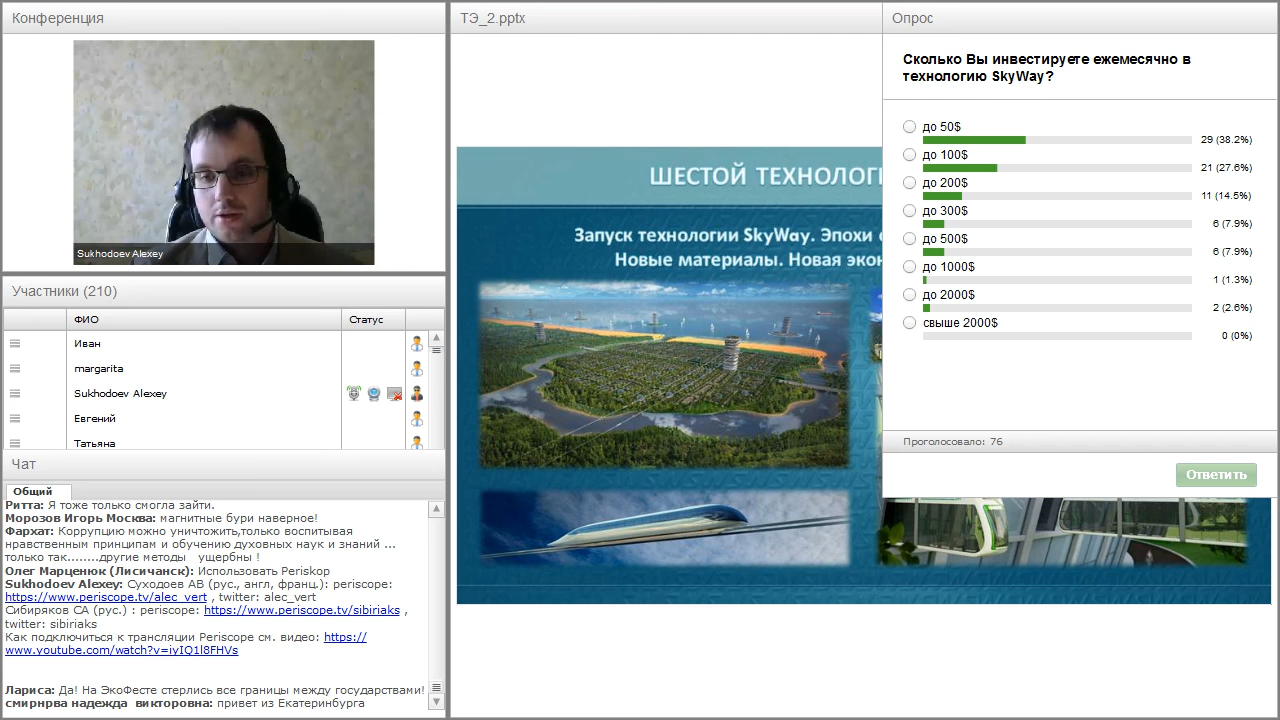 Конференция
Sukhodoev Alexey
Участники (210)
ФИО
Статус
Иван
margarita
Sukhodoev Alexey
Евгений
Татьяна
Чат
Общий
Ритта: Я тоже только смогла зайти.
Морозов Игорь Москва: магнитные бури наверное!
Фархат: Коррупцию можно уничтожить,только воспитывая
нравственным принципам и обучению духовных наук и знаний ...
только так........другие методы ущербны !
Олег Марценюк (Лисичанск): Использовать Periskop
Sukhodoev Alexey: Суходоев АВ (рус., англ, франц.): periscope:
https://www.periscope.tv/alec_vert , twitter: alec_vert
Сибиряков СА (рус.) : periscope: https://www.periscope.tv/sibiriaks ,
twitter: sibiriaks
Как подключиться к трансляции Periscope см. видео: https://
www.youtube.com/watch?v=iyIQ1l8FHVs
Лариса: Да! На ЭкоФесте стерлись все границы между государствами!
смирнрва надежда викторовна: привет из Екатеринбурга
ТЭ_2.pptx
ШЕСТОЙ ТЕХНОЛОГ
Запуск технологии SkyWay. Эпохи
Новые материалы. Новая экон
Опрос
Сколько Вы инвестируете ежемесячно в
технологию SkyWay?
до 50$
29 (38.2%)
до 100$
21 (27.6%)
до 200$
11 (14.5%)
до 300$
6 (7.9%)
до 500$
6 (7.9%)
до 1000$
1 (1.3%)
до 2000$
2 (2.6%)
свыше 2000$
0 (0%)
Проголосовало: 76
Ответить